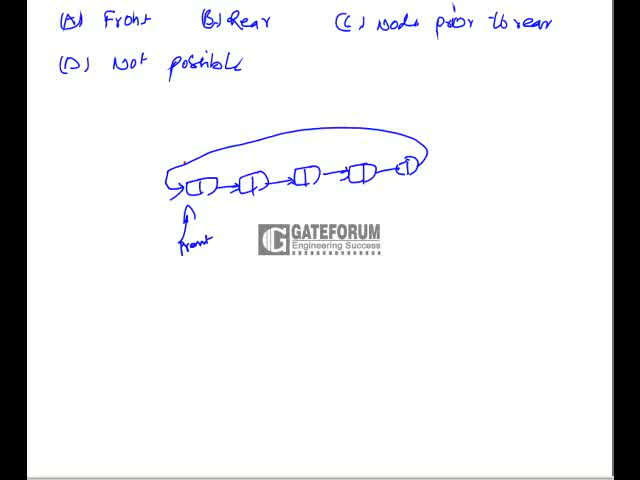 (A) Front (B) Rear (C) Node prior to rear
(D) Not possible
front
GATEFORUM
Engineering Success